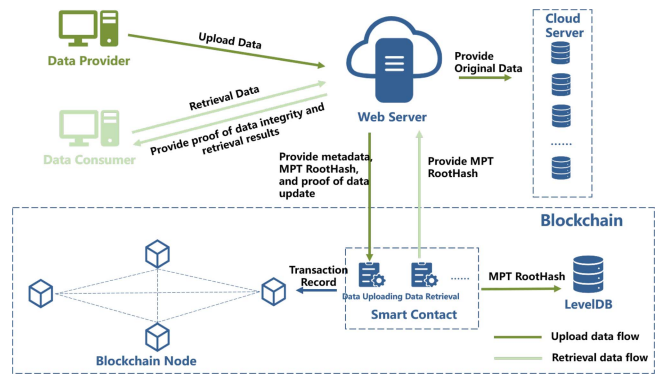 Cloud
Server
Upload Data
Data Provider
Provide
Original Data
Retrieval Data
Provide proof of data integrity and
retrieval results
Data Consumer
Web Server
......
Provide metadata,
MPT RootHash,
and proof of data
update
Provide MPT
RootHash
Blockchain
Transaction
Record
Data Uploading
Data Retrieval
......
Smart Contact
MPT RootHash
LevelDB
Blockchain Node
Upload data flow
Retrieval data flow